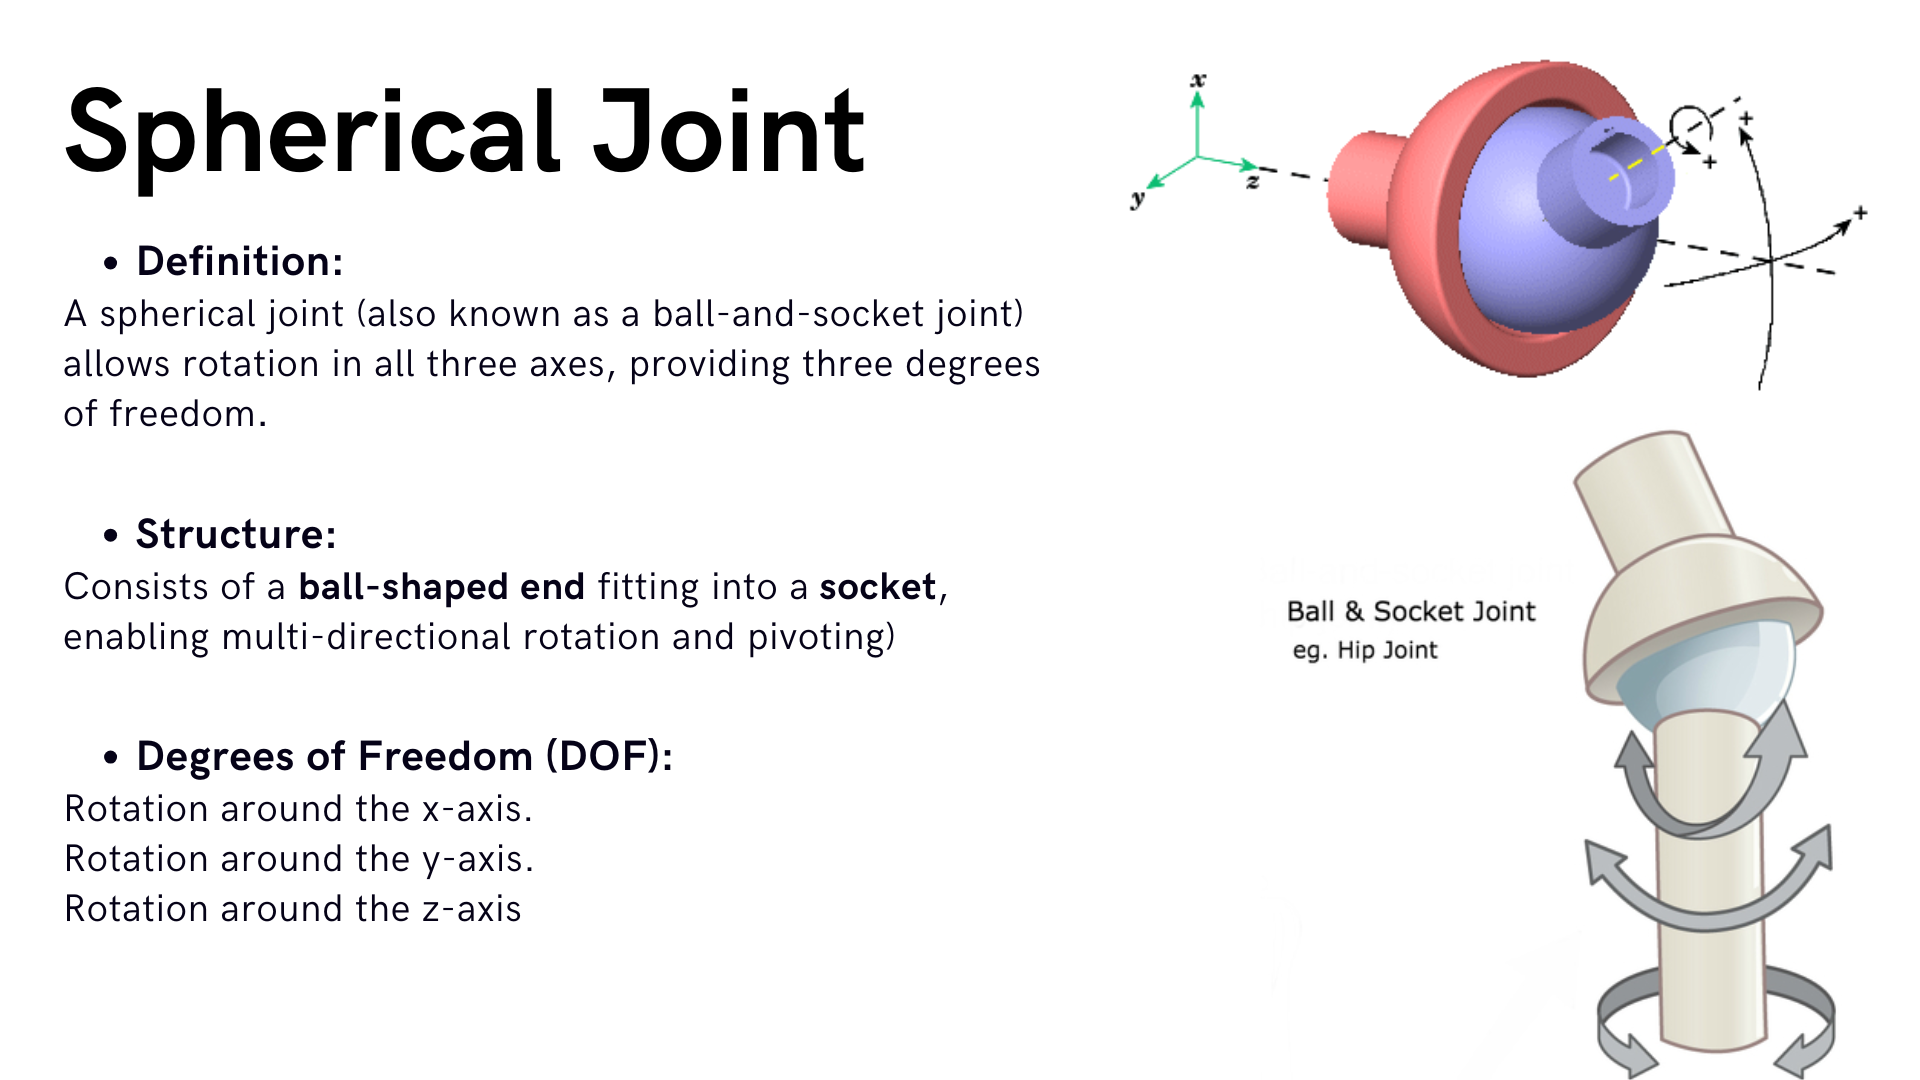 Spherical Joint
• Definition:
A spherical joint (also known as a ball-and-socket joint)
allows rotation in all three axes, providing three degrees
of freedom.
• Structure:
Consists of a ball-shaped end fitting into a socket,
enabling multi-directional rotation and pivoting)
• Degrees of Freedom (DOF):
Rotation around the x-axis.
Rotation around the y-axis.
Rotation around the z-axis
x
y
z
+
+
+
Ball & Socket Joint
eg. Hip Joint